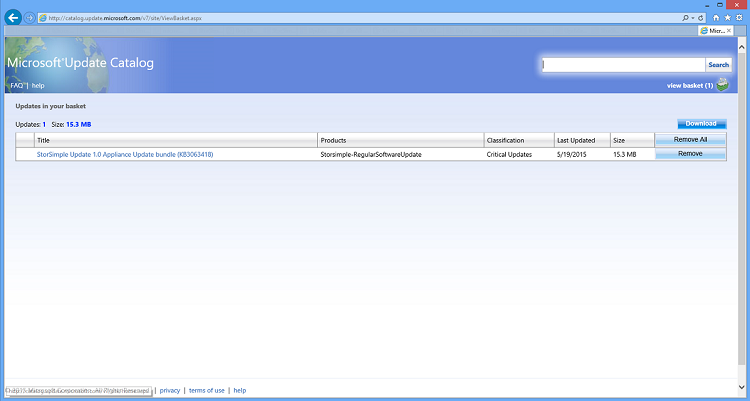 http://catalog.update.microsoft.com/v7/site/ViewBasket.aspx
Micr...
Microsoft Update Catalog
Search
FAQ | help
view basket (1)
Updates in your basket
Updates: 1 Size: 15.3 MB
Download
Title Products Classification Last Updated Size Remove All
StorSimple Update 1.0 Appliance Update bundle (KB3063418) Storsimple-RegularSoftwareUpdate Critical Updates 5/19/2015 15.3 MB Remove
| privacy | terms of use | help